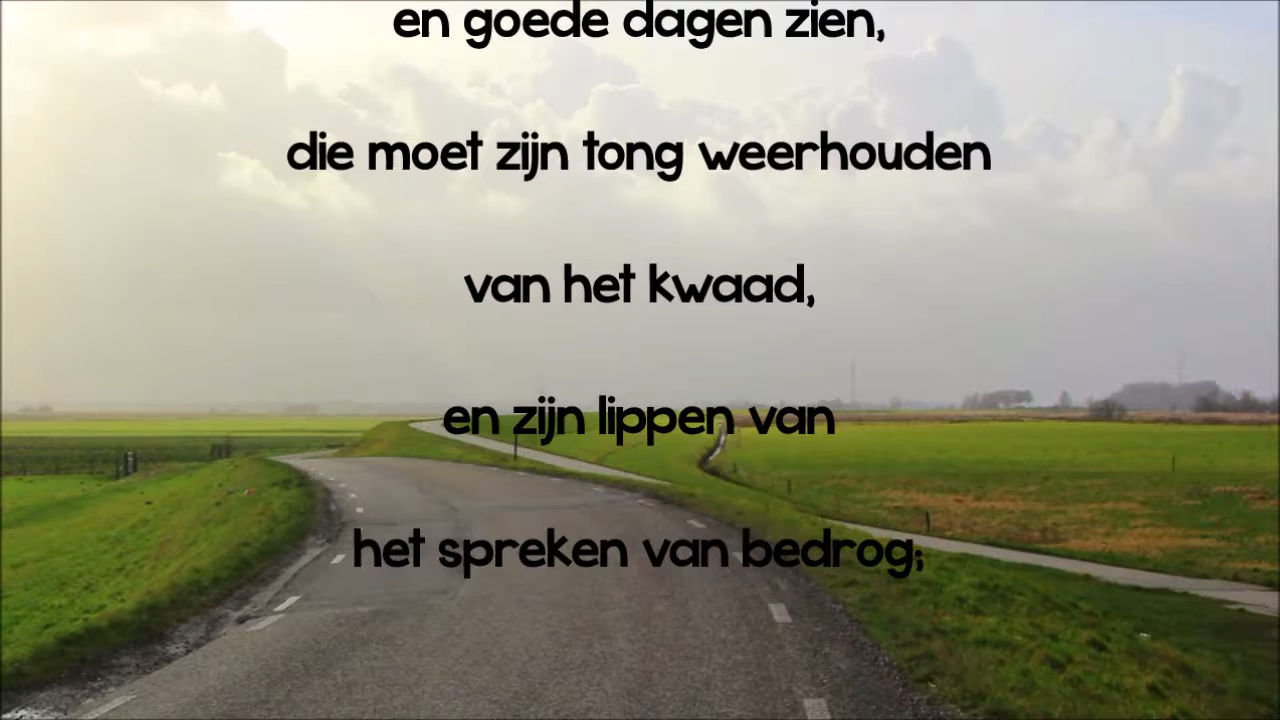 en goede dagen zien,
die moet zijn tong weerhouden
van het kwaad,
en zijn lippen van
het spreken van bedrog;